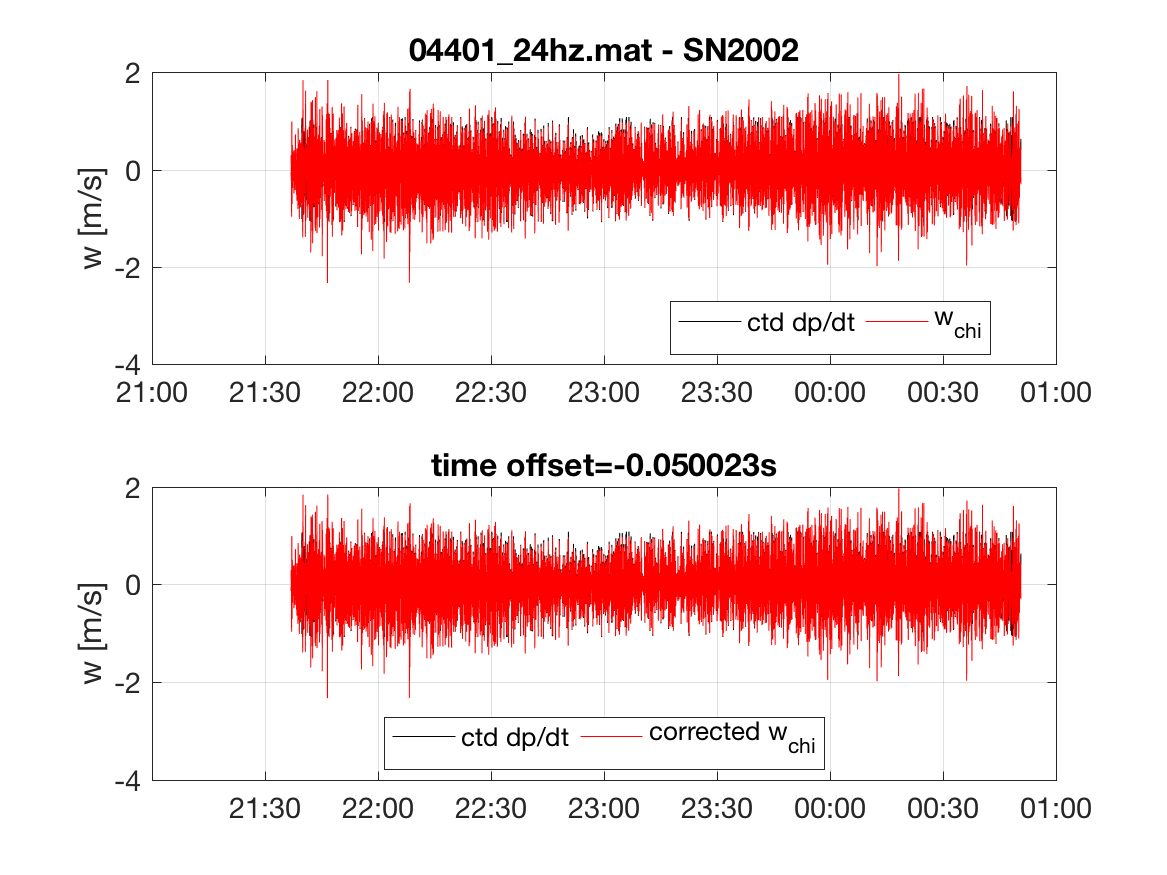 04401_24hz.mat - SN2002
2
0
-2
-4
w [m/s]
ctd dp/dt w_chi
21:00 21:30 22:00 22:30 23:00 23:30 00:00 00:30 01:00
time offset=-0.050023s
2
0
-2
-4
w [m/s]
ctd dp/dt corrected w_chi
21:30 22:00 22:30 23:00 23:30 00:00 00:30 01:00